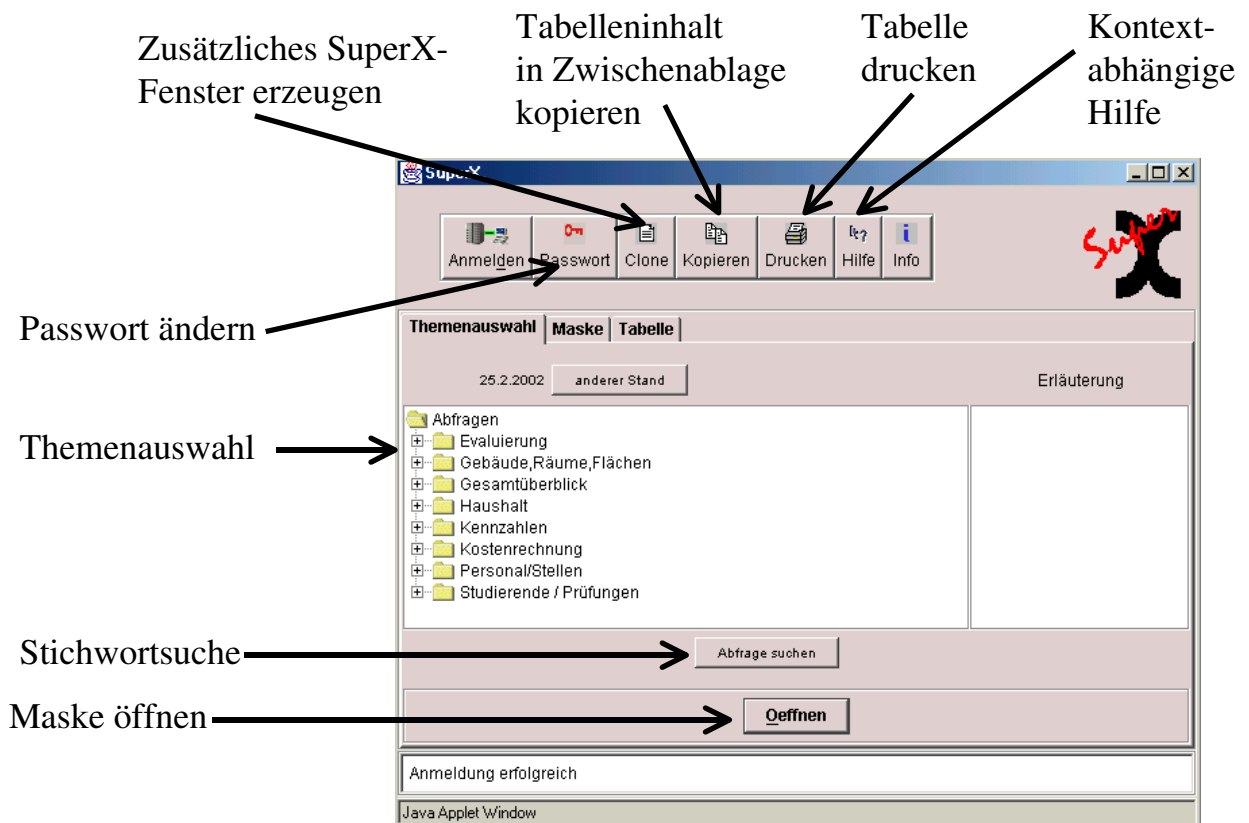 Zusätzliches SuperX-
Fenster erzeugen
Tabelleninhalt
in Zwischenablage
kopieren
Tabelle
drucken
Kontext-
abhängige
Hilfe
SuperX
Anmelden
Passwort
Clone
Kopieren
Drucken
Hilfe
Info
Super
X
Passwort ändern
Themenauswahl
Maske
Tabelle
25.2.2002
anderer Stand
Erläuterung
Themenauswahl
Abfragen
Evaluierung
Gebäude,Räume,Flächen
Gesamtüberblick
Haushalt
Kennzahlen
Kostenrechnung
Personal/Stellen
Studierende / Prüfungen
Stichwortsuche
Abfrage suchen
Maske öffnen
Oeffnen
Anmeldung erfolgreich
Java Applet Window